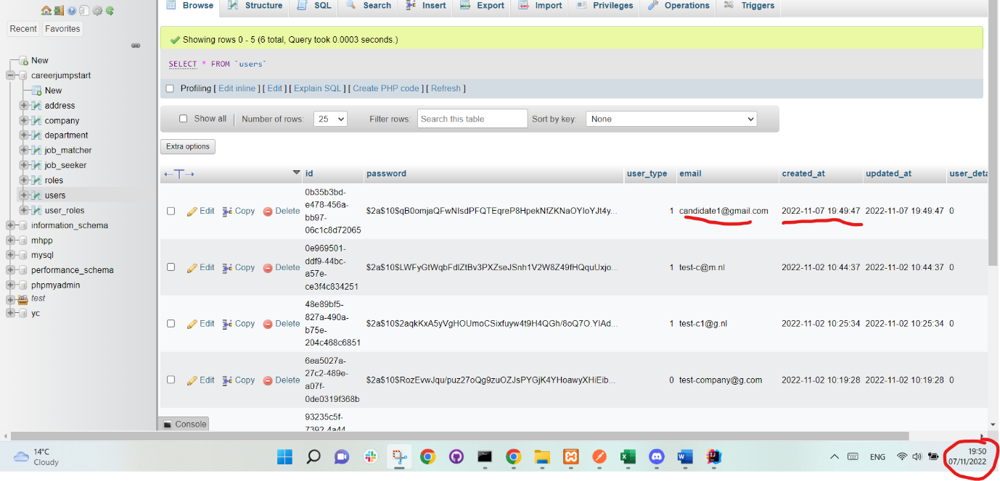 Browse Structure SQL Search Insert Export Import Privileges Operations Triggers
Recent Favorites
New
careerjumpstart
New
address
company
department
job_matcher
job_seeker
roles
users
user_roles
information_schema
mhpp
mysql
performance_schema
phpmyadmin
test
yc
Showing rows 0 - 5 (6 total, Query took 0.0003 seconds.)
SELECT * FROM `users`
Profiling [ Edit inline ] [ Edit ] [ Explain SQL ] [ Create PHP code ] [ Refresh ]
Show all Number of rows: 25 Filter rows: Search this table Sort by key: None
Extra options
←T→ id password user_type email created_at updated_at user_deta
0b35b3bd-
e478-456a-
Edit Copy Delete $2a$10$qB0omjaQFwNIsdPFQTEqreP8HpekNfZKNaOYIoYJt4y... 1 candidate1@gmail.com 2022-11-07 19:49:47 2022-11-07 19:49:47 0
bb97-
06c1c8d72065
0e969501-
ddf9-44bc-
Edit Copy Delete $2a$10$LWFyGtWqbFdlZtBv3PXZseJSnh1V2W8Z49fHQquUxjo... 1 test-c@m.nl 2022-11-02 10:44:37 2022-11-02 10:44:37 0
a57e-
ce3f4c834251
48e89bf5-
827a-490a-
Edit Copy Delete $2a$10$2aqkKxA5yVgHOUmoCSixfuyw4t9H4QGh/8oQ7O.YIAd... 1 test-c1@g.nl 2022-11-02 10:25:34 2022-11-02 10:25:34 0
b75e-
204c468c6851
6ea5027a-
27c2-489e-
Edit Copy Delete $2a$10$RozEvwJqu/puz27oQg9zuOZJsPYGjK4YHoawyXHiEib... 0 test-company@g.com 2022-11-02 10:19:28 2022-11-02 10:19:28 0
a07f-
0de0319f368b
93235c5f-
7392-4a44
Console
14°C
Cloudy
ENG
19:50
07/11/2022